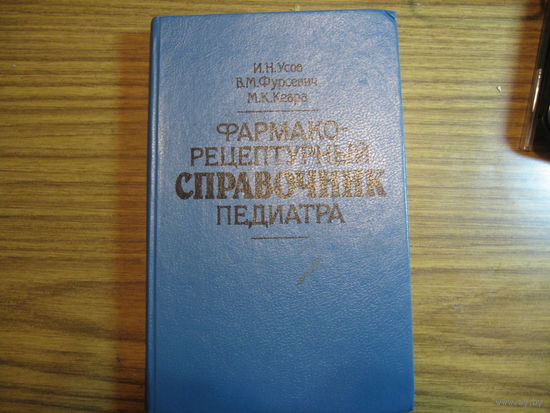 И.Н.Усов
В.М.Фурсевич
М.К.Кевра
ФАРМАКО-
РЕЦЕПТУРНЫЙ
СПРАВОЧНИК
ПЕДИАТРА